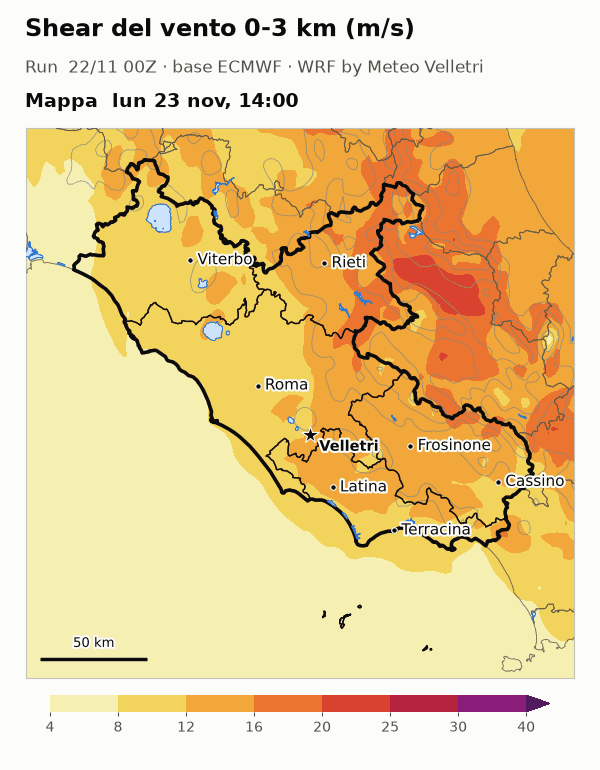 Shear del vento 0-3 km (m/s)
Run  22/11 00Z · base ECMWF · WRF by Meteo Velletri
Mappa  lun 23 nov, 14:00
Viterbo
Rieti
Roma
Velletri
Frosinone
Cassino
Latina
Terracina
50 km
4 8 12 16 20 25 30 40